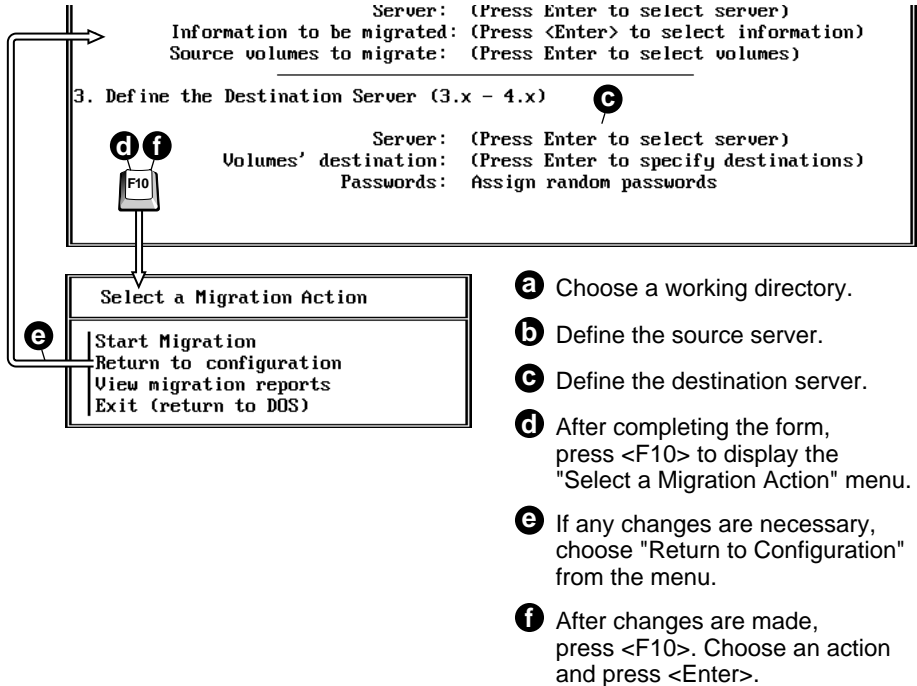 Server: (Press Enter to select server)
Information to be migrated: (Press <Enter> to select information)
Source volumes to migrate: (Press Enter to select volumes)
3. Define the Destination Server (3.x - 4.x)
c
Server: (Press Enter to select server)
Volumes' destination: (Press Enter to specify destinations)
Passwords: Assign random passwords
d f
F10
Select a Migration Action
Start Migration
Return to configuration
View migration reports
Exit (return to DOS)
e
a Choose a working directory.
b Define the source server.
c Define the destination server.
d After completing the form,
press <F10> to display the
"Select a Migration Action" menu.
e If any changes are necessary,
choose "Return to Configuration"
from the menu.
f After changes are made,
press <F10>. Choose an action
and press <Enter>.